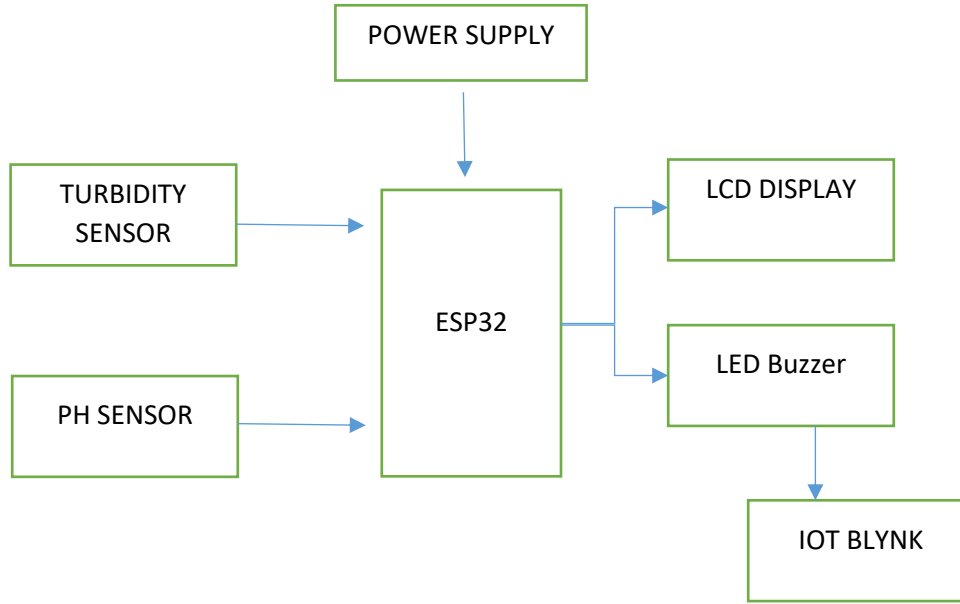 POWER SUPPLY
TURBIDITY
SENSOR
LCD DISPLAY
ESP32
LED Buzzer
PH SENSOR
IOT BLYNK